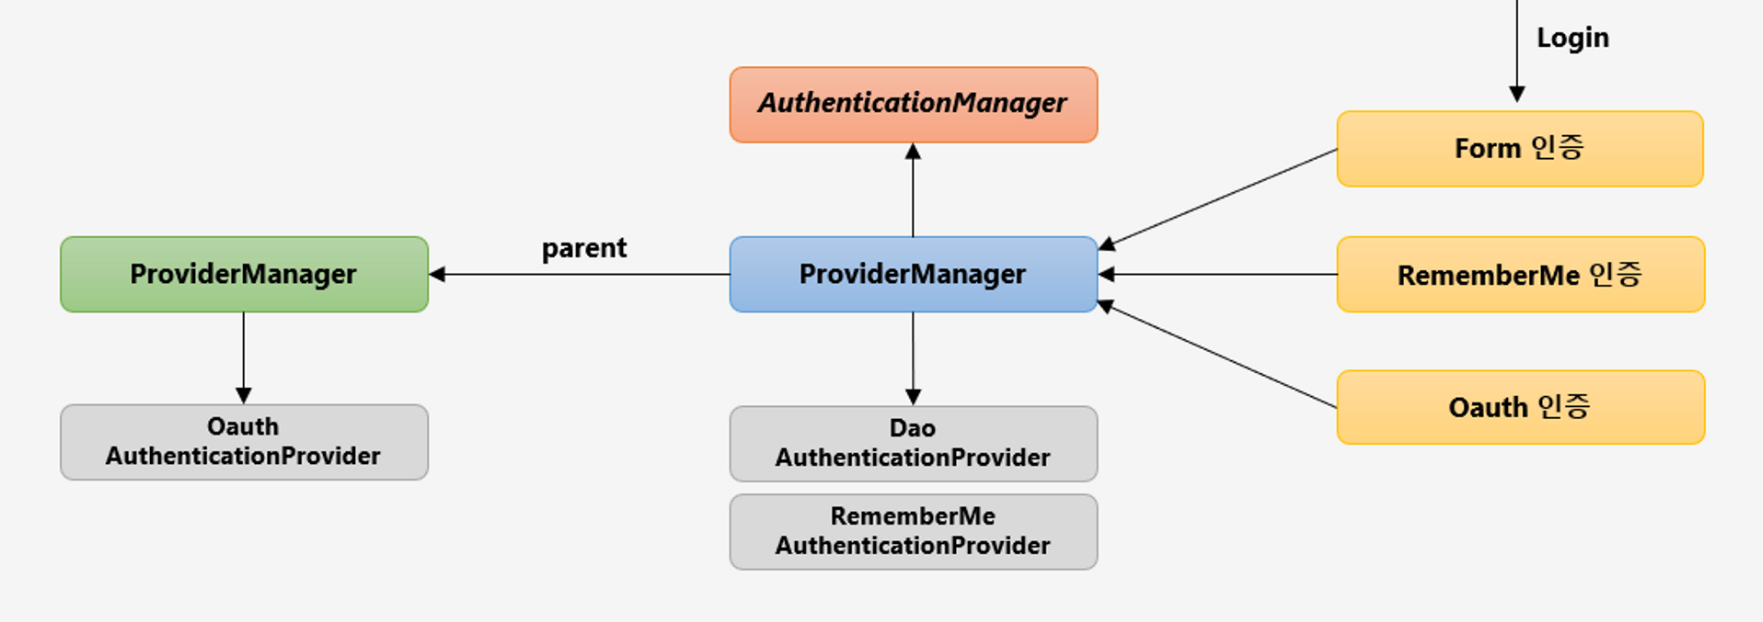 Login
AuthenticationManager
Form 인증
parent
ProviderManager
ProviderManager
RememberMe 인증
Oauth
AuthenticationProvider
Dao
AuthenticationProvider
Oauth 인증
RememberMe
AuthenticationProvider